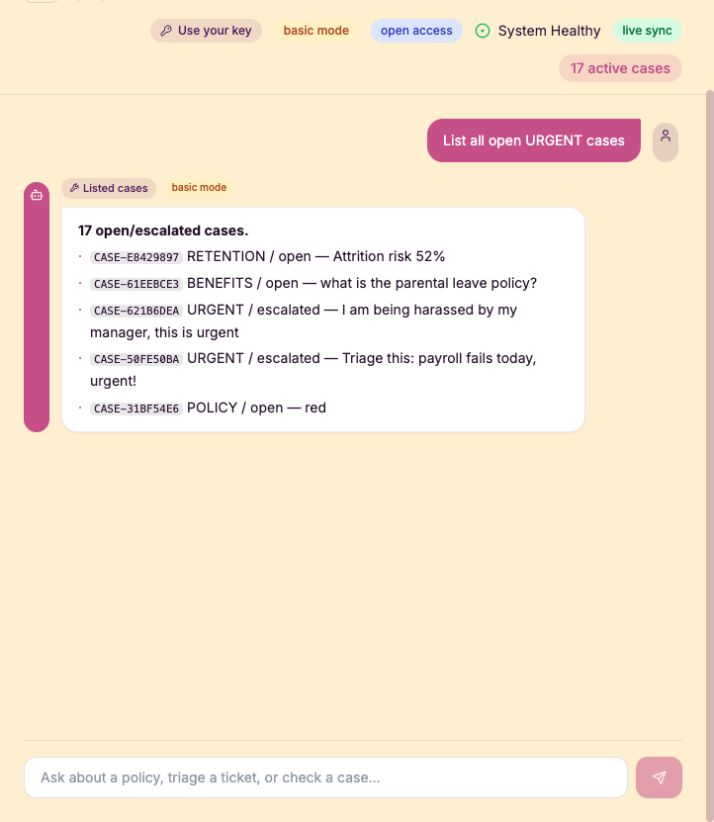 Use your key basic mode open access System Healthy live sync
17 active cases
List all open URGENT cases
Listed cases basic mode
17 open/escalated cases.
· CASE-E8429897 RETENTION / open — Attrition risk 52%
· CASE-61EEBCE3 BENEFITS / open — what is the parental leave policy?
· CASE-621B6DEA URGENT / escalated — I am being harassed by my
manager, this is urgent
· CASE-50FE50BA URGENT / escalated — Triage this: payroll fails today,
urgent!
· CASE-31BF54E6 POLICY / open — red
Ask about a policy, triage a ticket, or check a case...